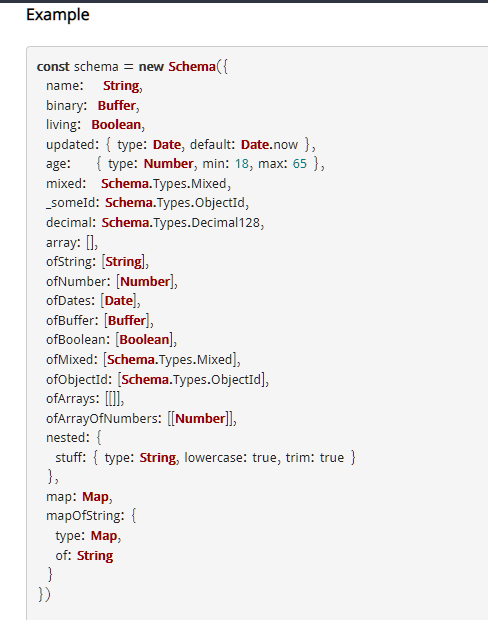 Example
const schema = new Schema({
  name:    String,
  binary:  Buffer,
  living:  Boolean,
  updated: { type: Date, default: Date.now },
  age:     { type: Number, min: 18, max: 65 },
  mixed:   Schema.Types.Mixed,
  _someId: Schema.Types.ObjectId,
  decimal: Schema.Types.Decimal128,
  array: [],
  ofString: [String],
  ofNumber: [Number],
  ofDates: [Date],
  ofBuffer: [Buffer],
  ofBoolean: [Boolean],
  ofMixed: [Schema.Types.Mixed],
  ofObjectId: [Schema.Types.ObjectId],
  ofArrays: [[]],
  ofArrayOfNumbers: [[Number]],
  nested: {
    stuff: { type: String, lowercase: true, trim: true }
  },
  map: Map,
  mapOfString: {
    type: Map,
    of: String
  }
})